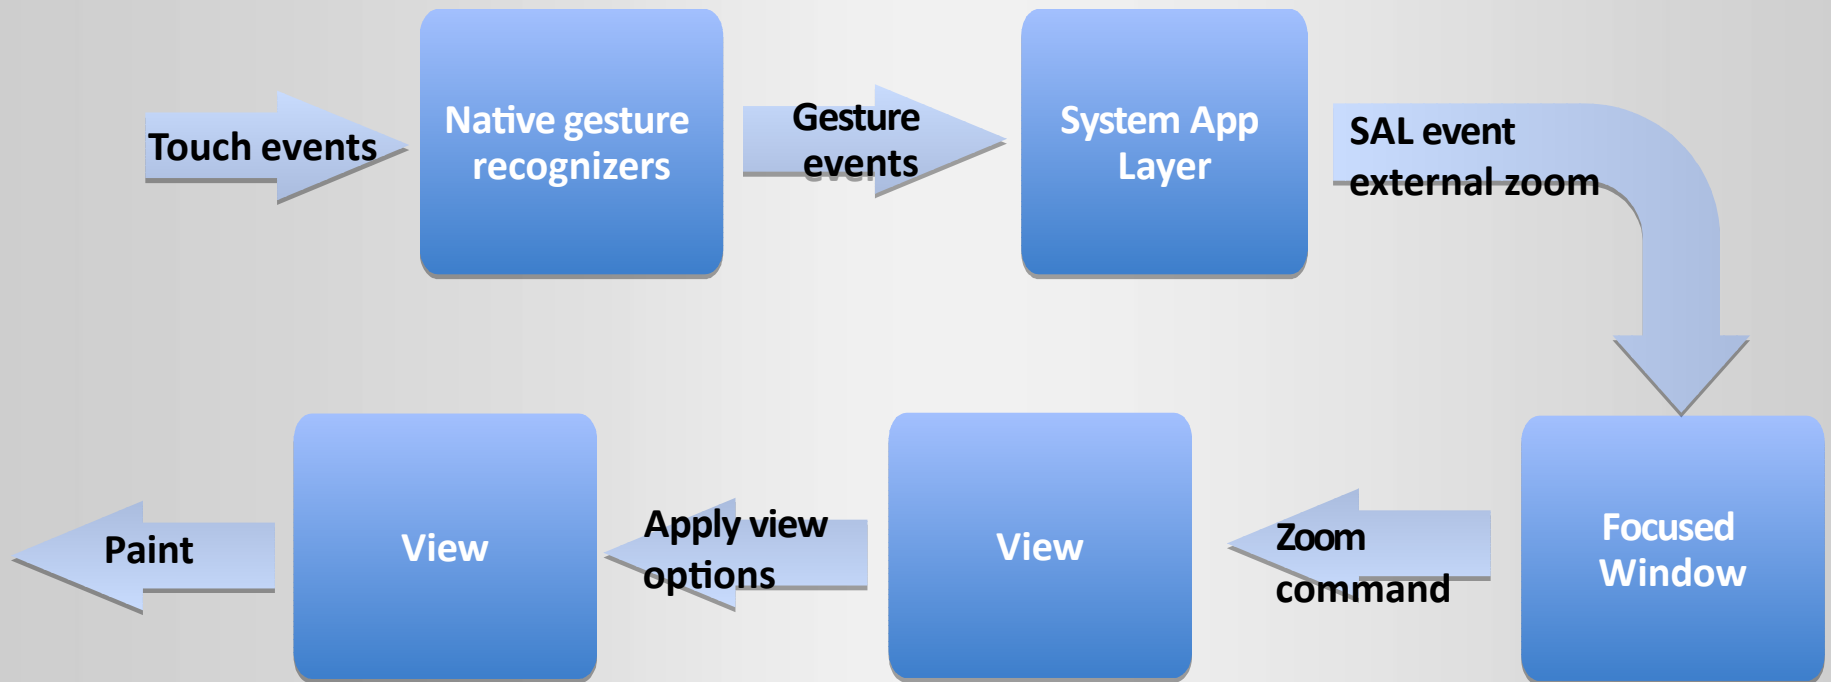 Touch events
Native gesture
recognizers
Gesture
events
System App
Layer
SAL event
external zoom
Focused
Window
Zoom
command
View
Apply view
options
View
Paint